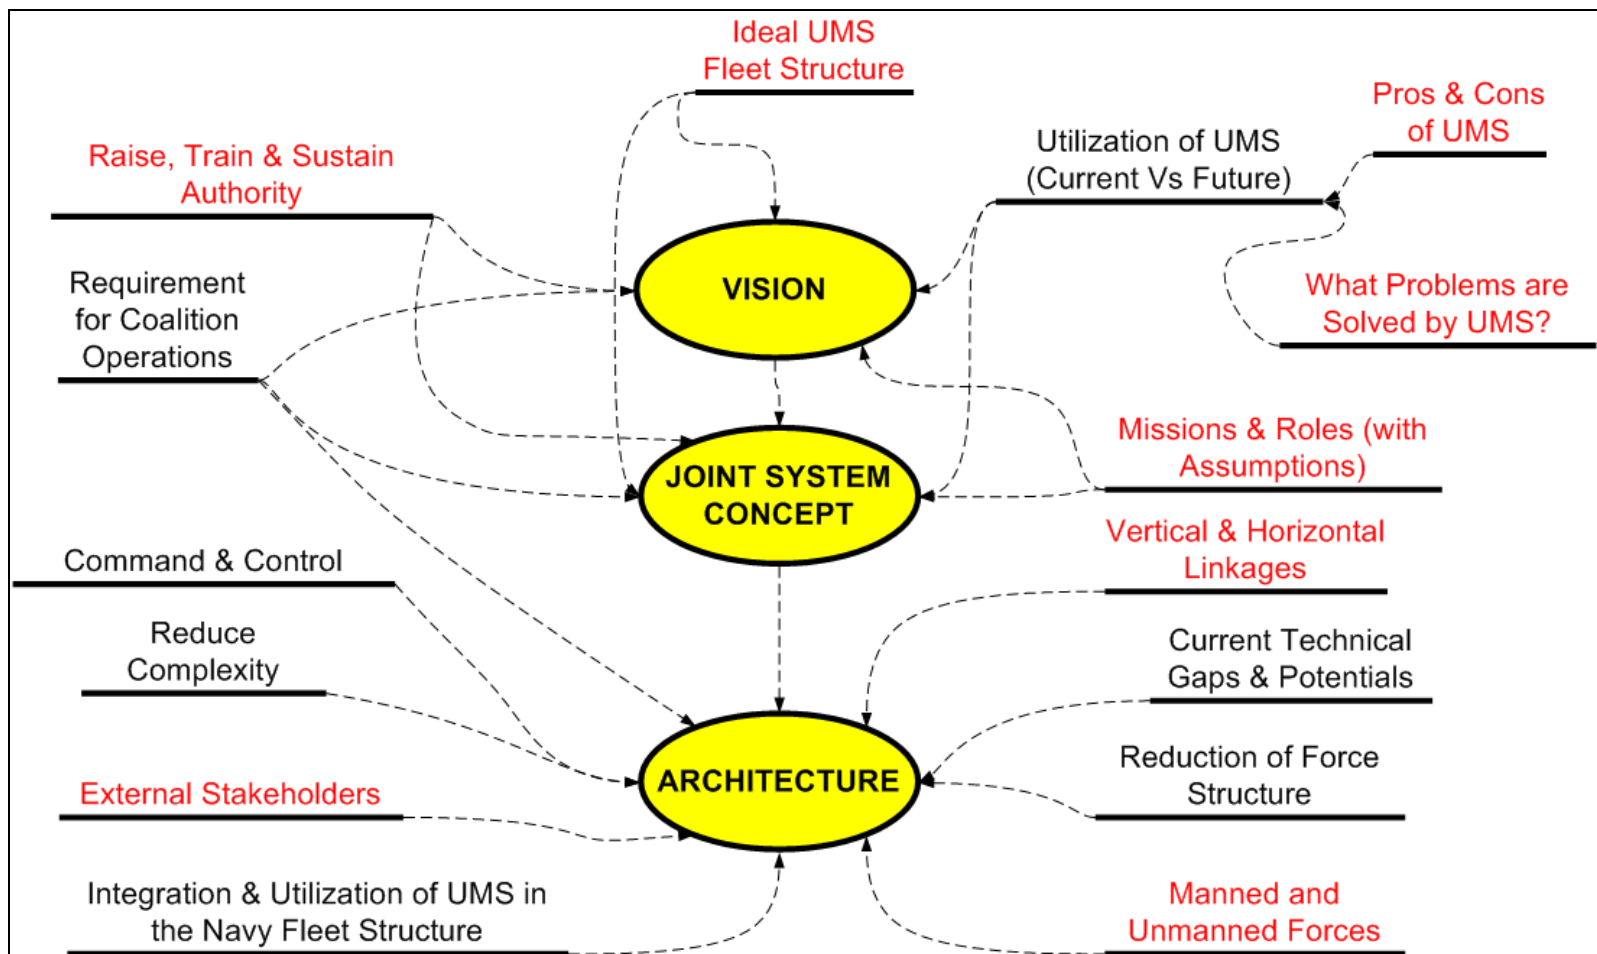 Ideal UMS
Fleet Structure
Pros & Cons
of UMS
Utilization of UMS
(Current Vs Future)
Raise, Train & Sustain
Authority
Requirement
for Coalition
Operations
VISION
What Problems are
Solved by UMS?
Missions & Roles (with
Assumptions)
JOINT SYSTEM
CONCEPT
Vertical & Horizontal
Linkages
Command & Control
Reduce
Complexity
Current Technical
Gaps & Potentials
ARCHITECTURE
Reduction of Force
Structure
External Stakeholders
Integration & Utilization of UMS in
the Navy Fleet Structure
Manned and
Unmanned Forces